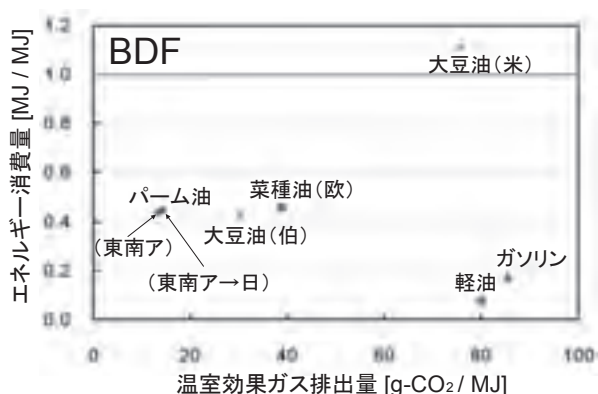 BDF
エネルギー消費量 [MJ / MJ]
1.2
1.0
0.8
0.6
0.4
0.2
0.0
大豆油（米）
パーム油
菜種油（欧）
（東南ア）
大豆油（伯）
（東南ア→日）
ガソリン
軽油
0 20 40 60 80 100
温室効果ガス排出量 [g-CO₂ / MJ]